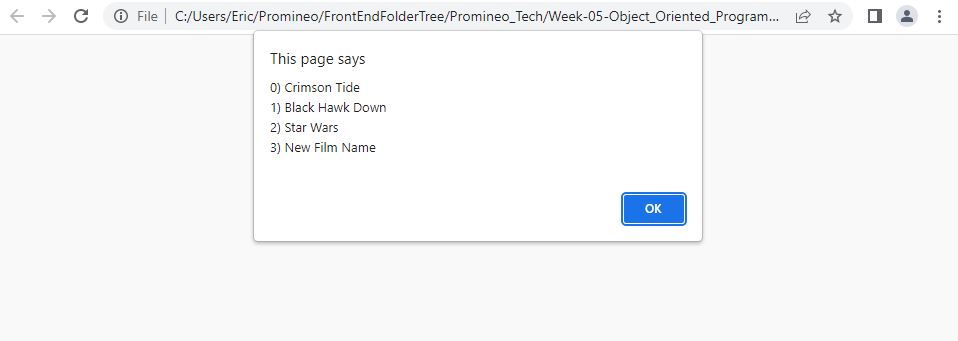 File C:/Users/Eric/Promineo/FrontEndFolderTree/Promineo_Tech/Week-05-Object_Oriented_Program...
This page says
0) Crimson Tide
1) Black Hawk Down
2) Star Wars
3) New Film Name
OK